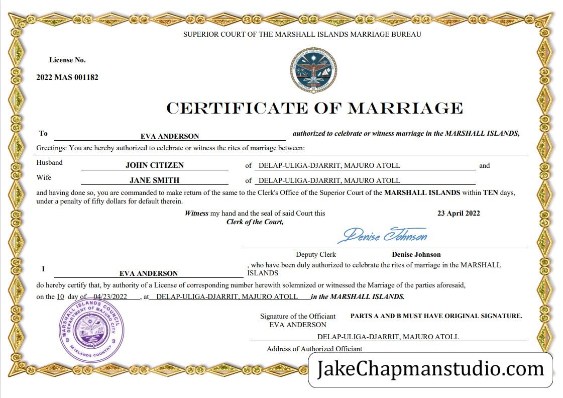 SUPERIOR COURT OF THE MARSHALL ISLANDS MARRIAGE BUREAU
License No.
2022 MAS 001182
CERTIFICATE OF MARRIAGE
To EVA ANDERSON authorized to celebrate or witness marriage in the MARSHALL ISLANDS,
Greetings: You are hereby authorized to celebrate or witness the rites of marriage between:
Husband JOHN CITIZEN of DELAP-ULIGA-DJARRIT, MAJURO ATOLL and
Wife JANE SMITH of DELAP-ULIGA-DJARRIT, MAJURO ATOLL
and having done so, you are commanded to make return of the same to the Clerk's Office of the Superior Court of the MARSHALL ISLANDS within TEN days,
under a penalty of fifty dollars for default therein.
Witness my hand and the seal of said Court this 23 April 2022
Clerk of the Court,
Denise Johnson
Deputy Clerk Denise Johnson
I EVA ANDERSON , who have been duly authorized to celebrate the rites of marriage in the MARSHALL
ISLANDS
do hereby certify that, by authority of a License of corresponding number herewith solemnized or witnessed the Marriage of the parties aforesaid,
on the 10 day of 04/23/2022 , at DELAP-ULIGA-DJARRIT, MAJURO ATOLL in the MARSHALL ISLANDS.
MARSHALL ISLANDS COUNCIL
Signature of the Officiant PARTS A AND B MUST HAVE ORIGINAL SIGNATURE.
EVA ANDERSON
DELAP-ULIGA-DJARRIT, MAJURO ATOLL
Address of Authorized Officiant
JakeChapmanstudio.com